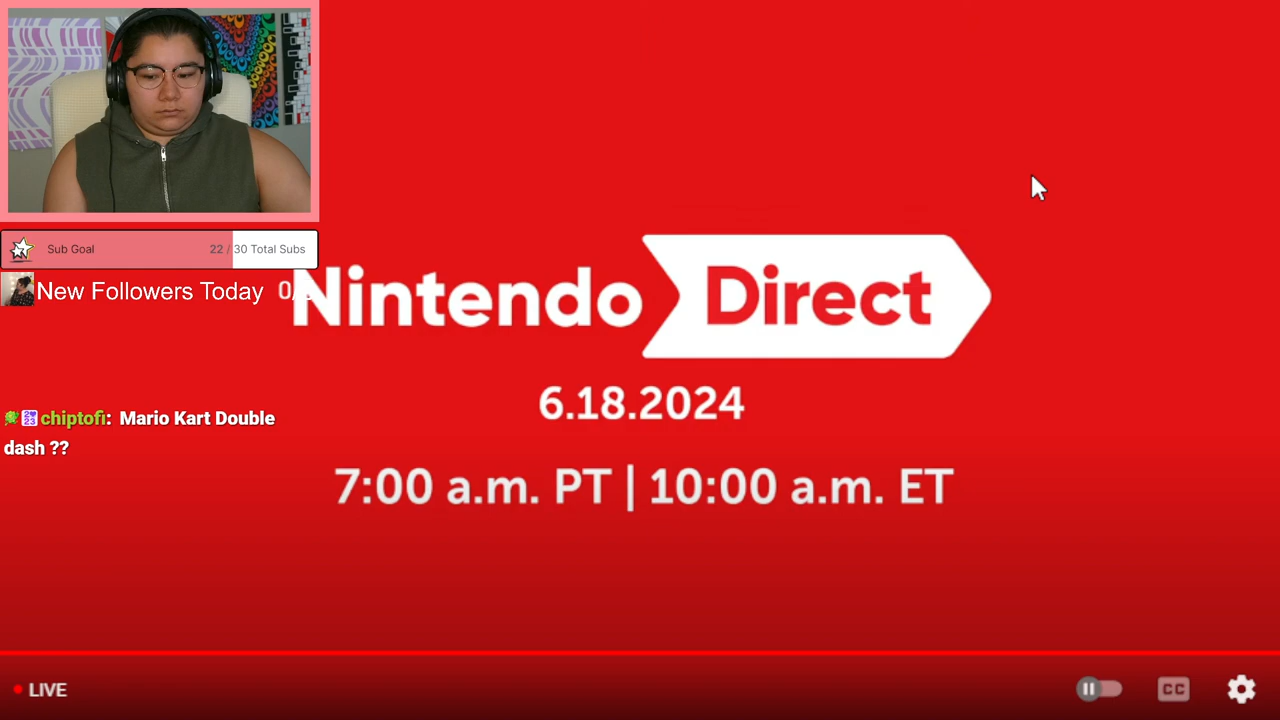 Sub Goal 22 / 30 Total Subs
New Followers Today 0/
Nintendo Direct
6.18.2024
chiptofi: Mario Kart Double
dash ??
7:00 a.m. PT | 10:00 a.m. ET
LIVE
CC